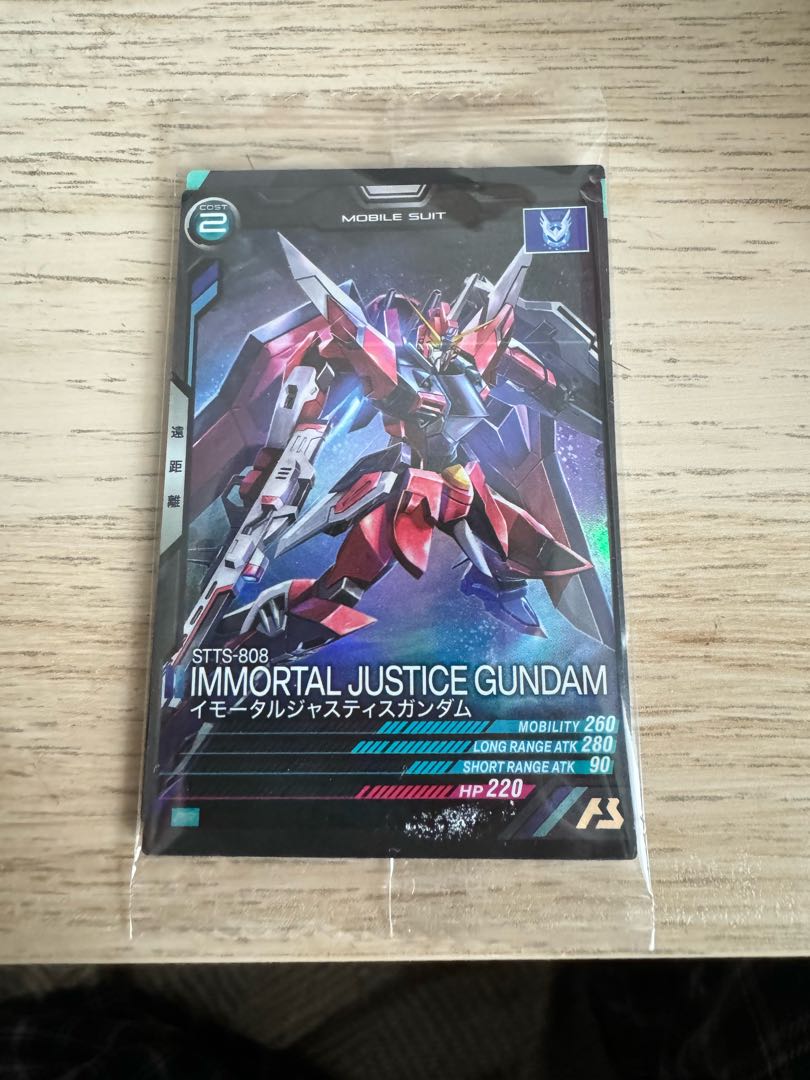 COST
2
MOBILE SUIT
遠距離
STTS-808
IMMORTAL JUSTICE GUNDAM
イモータルジャスティスガンダム
MOBILITY 260
LONG RANGE ATK 280
SHORT RANGE ATK 90
HP 220